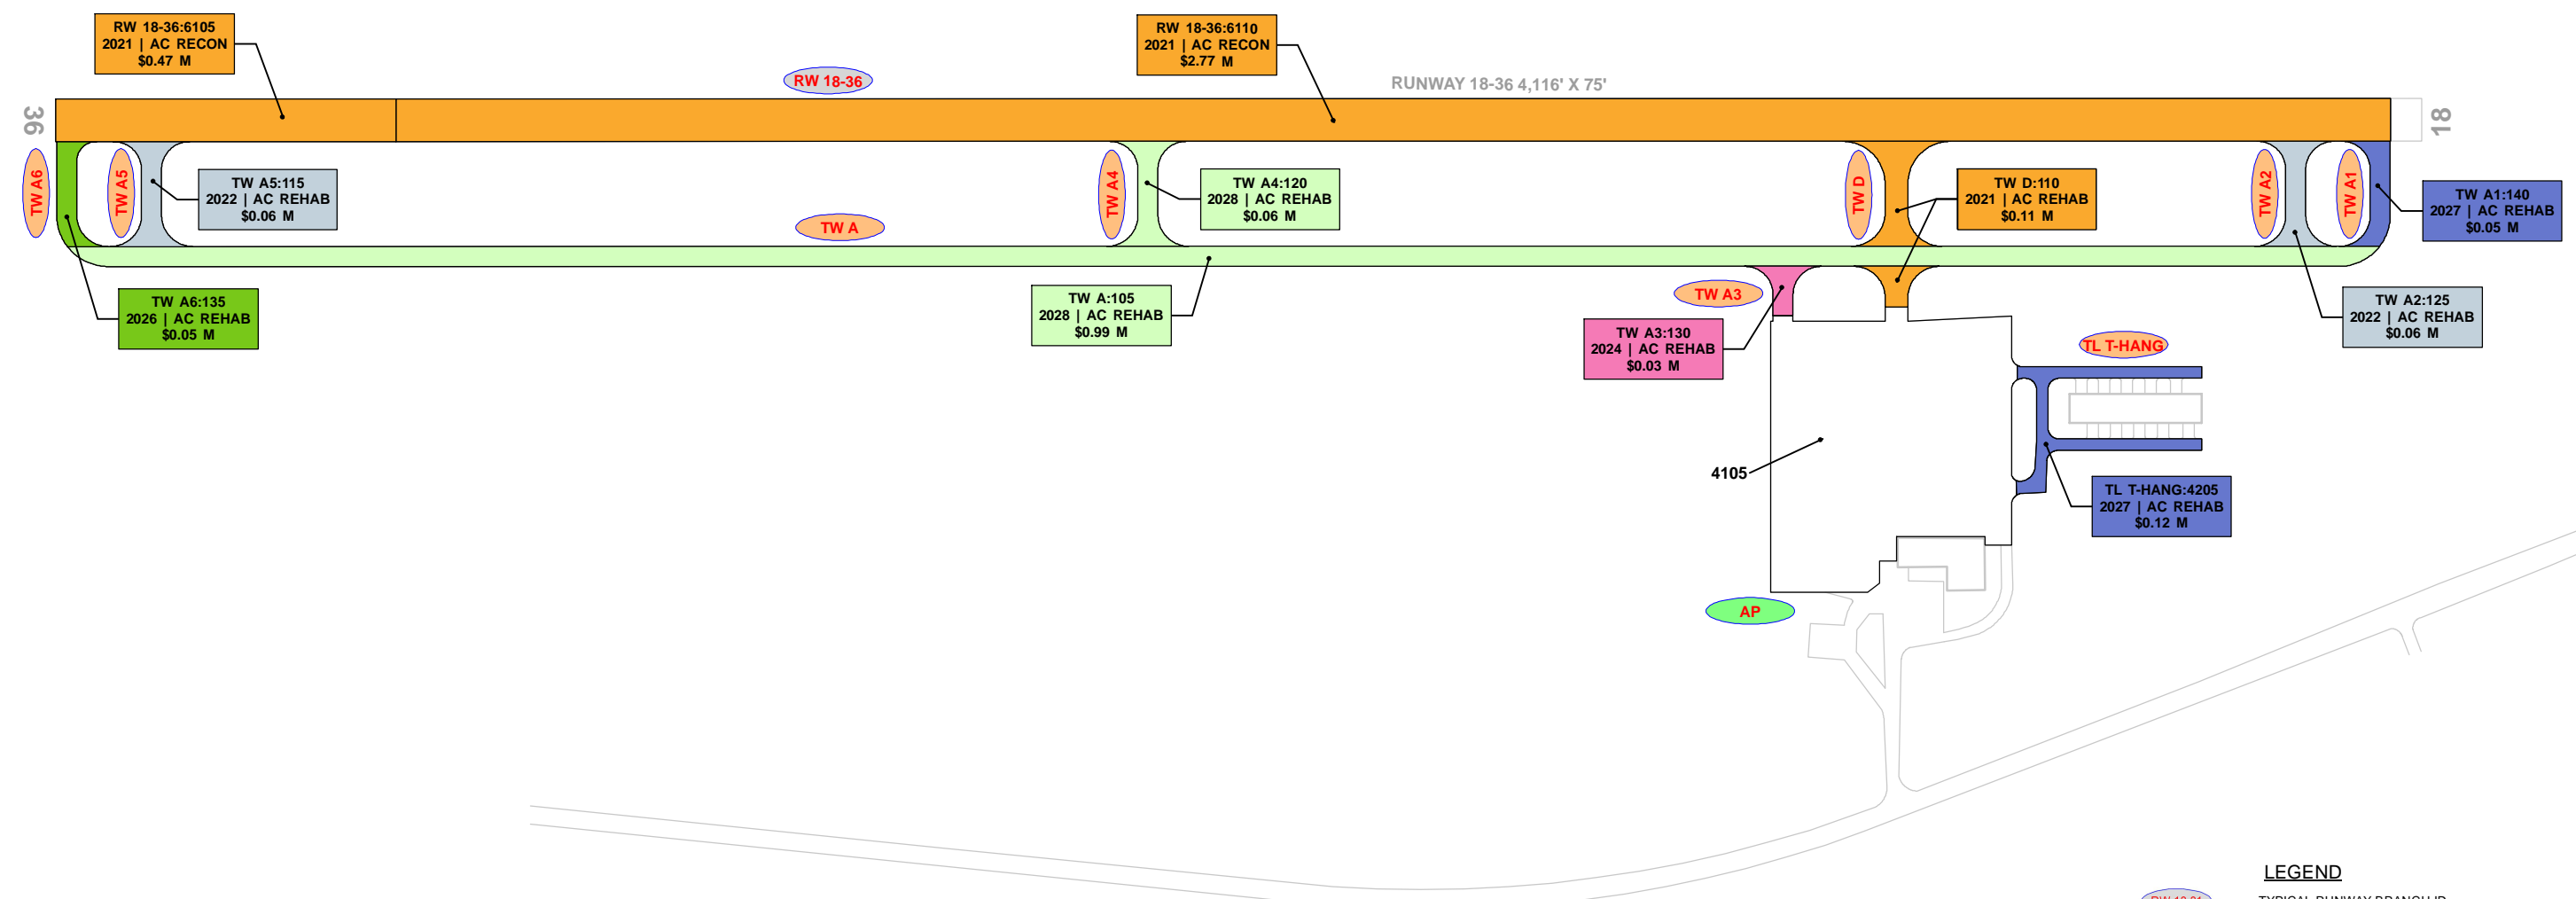 RW 18-36:6105
2021 | AC RECON
$0.47 M
RW 18-36:6110
2021 | AC RECON
$2.77 M
RW 18-36
RUNWAY 18-36 4,116' X 75'
36
18
TW A6
TW A5
TW A5:115
2022 | AC REHAB
$0.06 M
TW A
TW A4
TW A4:120
2028 | AC REHAB
$0.06 M
TW D
TW D:110
2021 | AC REHAB
$0.11 M
TW A2
TW A1
TW A1:140
2027 | AC REHAB
$0.05 M
TW A6:135
2026 | AC REHAB
$0.05 M
TW A:105
2028 | AC REHAB
$0.99 M
TW A3
TW A3:130
2024 | AC REHAB
$0.03 M
TW A2:125
2022 | AC REHAB
$0.06 M
TL T-HANG
4105
TL T-HANG:4205
2027 | AC REHAB
$0.12 M
AP
LEGEND
TYPICAL RUNWAY BRANCH ID